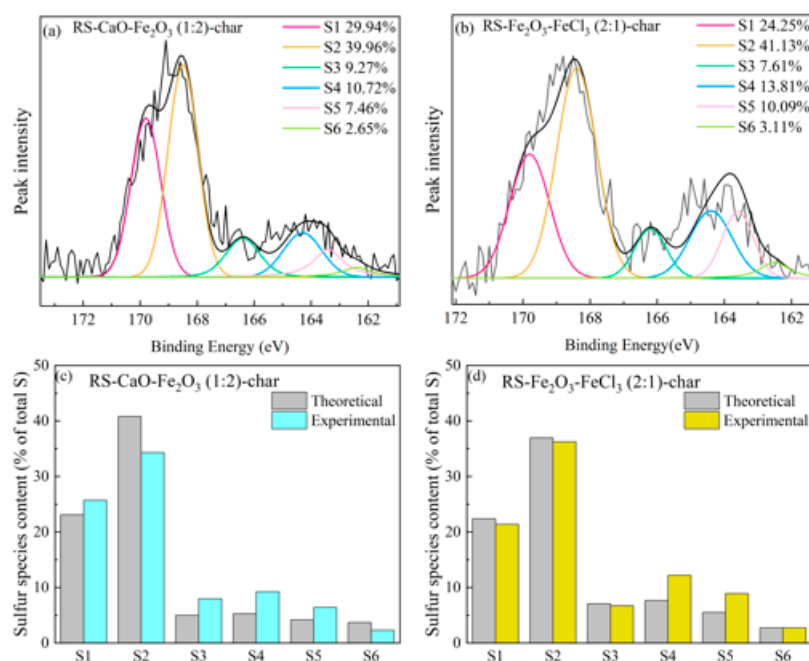 (a) RS-CaO-Fe₂O₃ (1:2)-char
S1 29.94%
S2 39.96%
S3 9.27%
S4 10.72%
S5 7.46%
S6 2.65%
Peak intensity
172 170 168 166 164 162
Binding Energy (eV)
(b) RS-Fe₂O₃-FeCl₃ (2:1)-char
S1 24.25%
S2 41.13%
S3 7.61%
S4 13.81%
S5 10.09%
S6 3.11%
Peak intensity
172 170 168 166 164 162
Binding Energy(eV)
(c) RS-CaO-Fe₂O₃ (1:2)-char
Theoretical
Experimental
Sulfur species content (% of total S)
50
40
30
20
10
0
S1 S2 S3 S4 S5 S6
(d) RS-Fe₂O₃-FeCl₃ (2:1)-char
Theoretical
Experimental
Sulfur species content (% of total S)
50
40
30
20
10
0
S1 S2 S3 S4 S5 S6